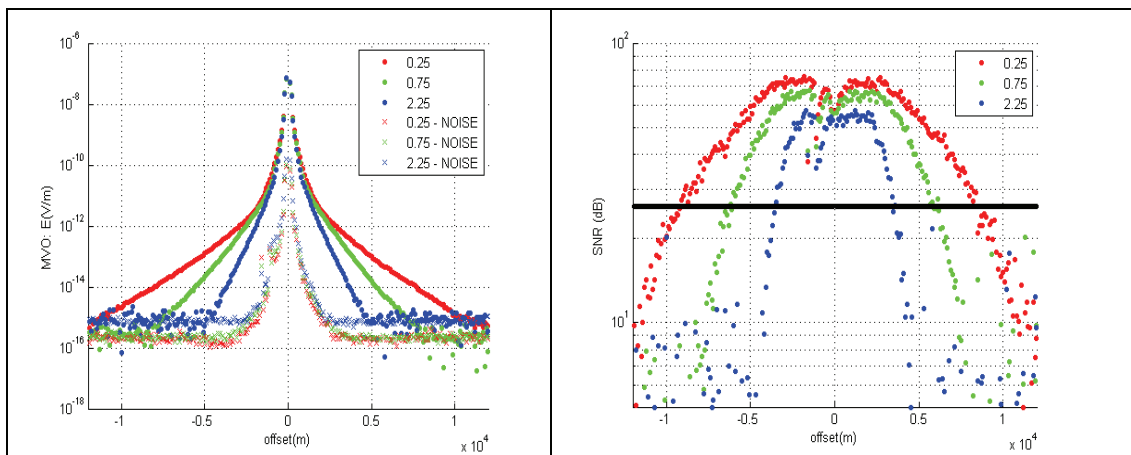 MVO: E(V/m)
10^-6
10^-8
10^-10
10^-12
10^-14
10^-16
10^-18
0.25
0.75
2.25
0.25 - NOISE
0.75 - NOISE
2.25 - NOISE
-1
-0.5
0
0.5
1
offset(m)
x 10^4
SNR (dB)
10^2
10^1
0.25
0.75
2.25
-1
-0.5
0
0.5
1
offset(m)
x 10^4